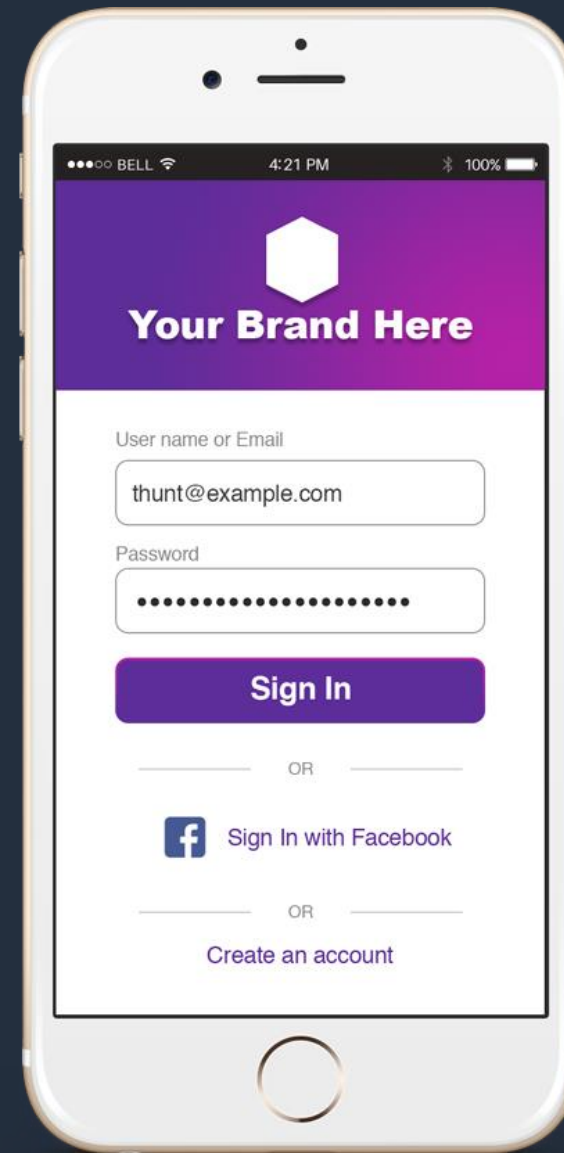 BELL 4:21 PM 100%
Your Brand Here
User name or Email
thunt@example.com
Password
•••••••••••••••••••••
Sign In
OR
Sign In with Facebook
OR
Create an account